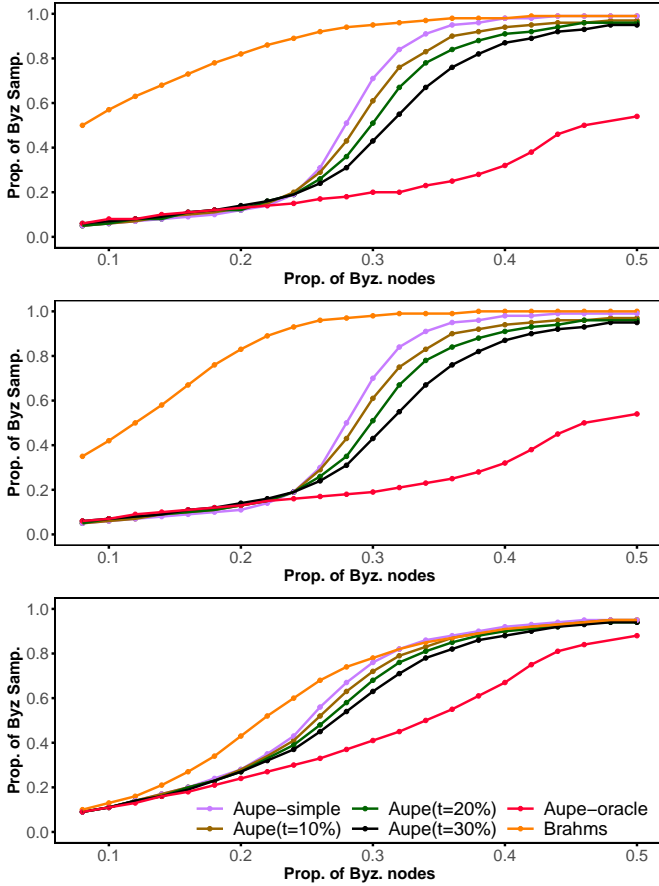 1.0
0.8
0.6
0.4
0.2
0.0
Prop. of Byz Samp.
0.1 0.2 0.3 0.4 0.5
Prop. of Byz. nodes
1.0
0.8
0.6
0.4
0.2
0.0
Prop. of Byz Samp.
0.1 0.2 0.3 0.4 0.5
Prop. of Byz. nodes
1.0
0.8
0.6
0.4
0.2
0.0
Prop. of Byz Samp.
Aupe−simple Aupe(t=20%) Aupe−oracle
Aupe(t=10%) Aupe(t=30%) Brahms
0.1 0.2 0.3 0.4 0.5
Prop. of Byz. nodes